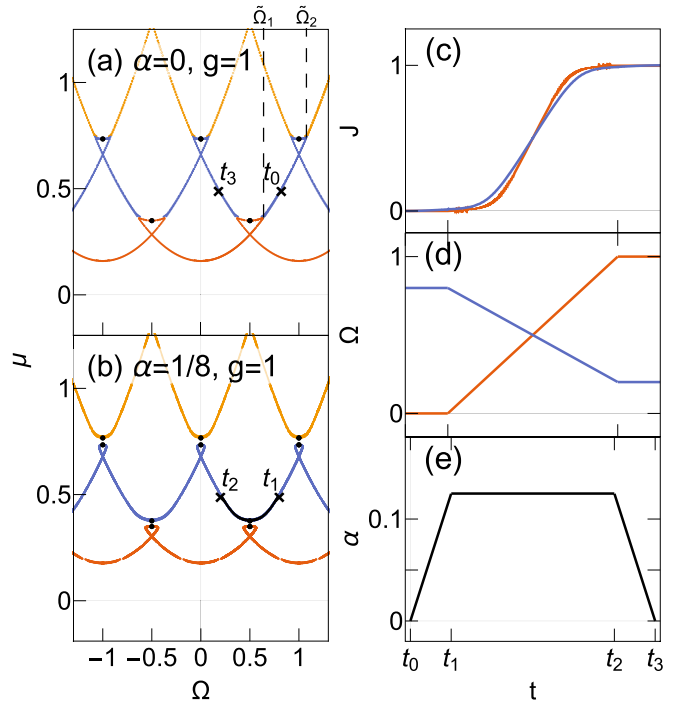 Ω̃₁ Ω̃₂
(a) α=0, g=1
1
0.5
0
t₃ t₀
(b) α=1/8, g=1
1
0.5
0
t₂ t₁
μ
−1 −0.5 0 0.5 1
Ω
(c)
J
1
0
(d)
Ω
1
0
(e)
α
0.1
0
t₀ t₁ t₂ t₃
t